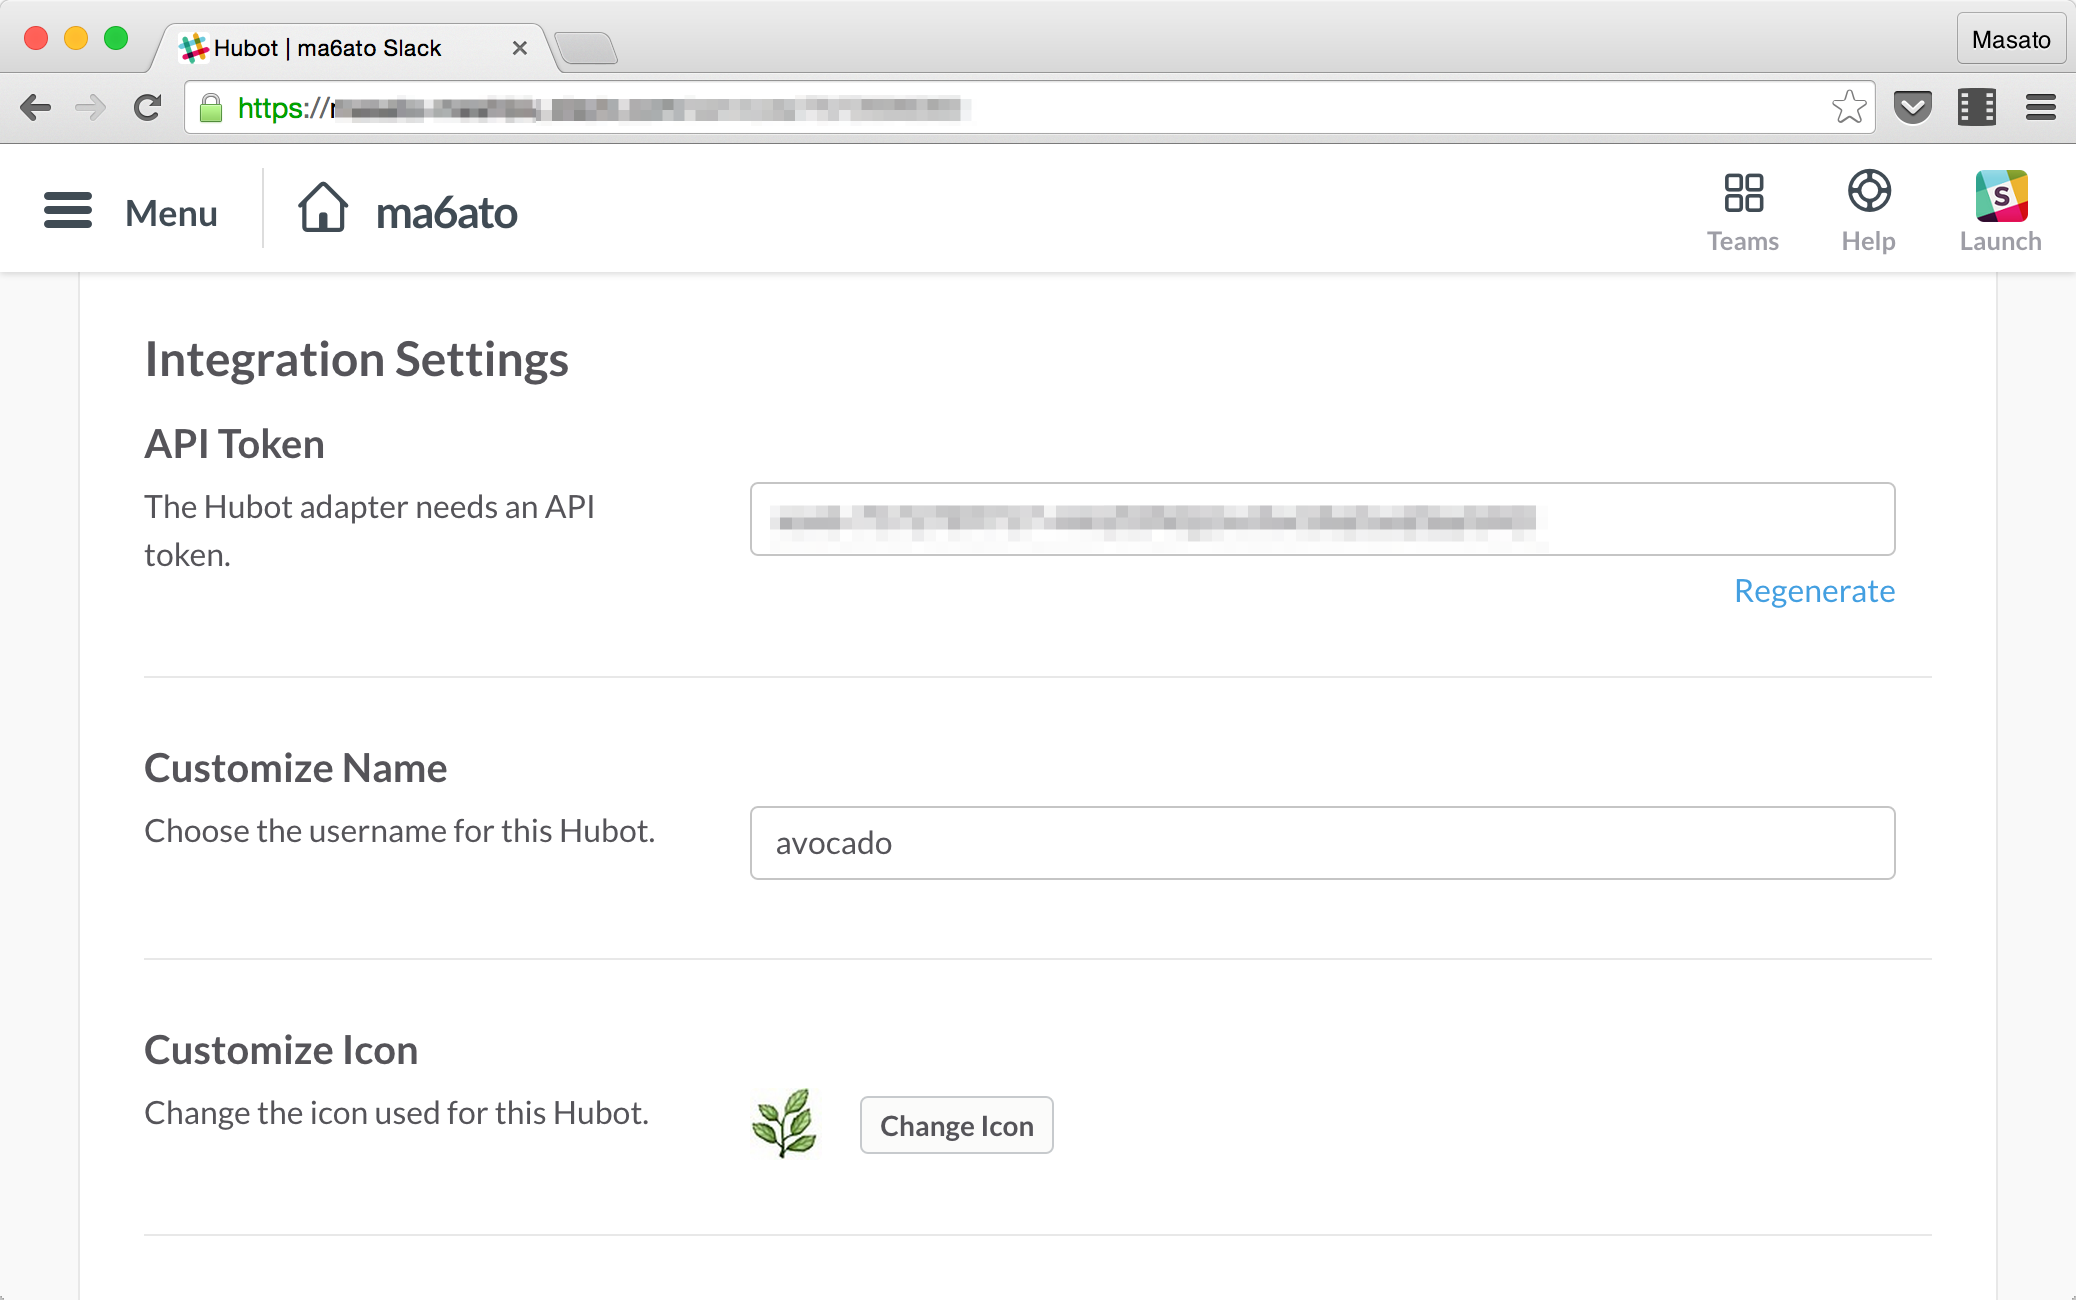 Hubot | ma6ato Slack
Masato
https://
Menu
ma6ato
Teams
Help
Launch
Integration Settings
API Token
The Hubot adapter needs an API
token.
Regenerate
Customize Name
Choose the username for this Hubot.
avocado
Customize Icon
Change the icon used for this Hubot.
Change Icon